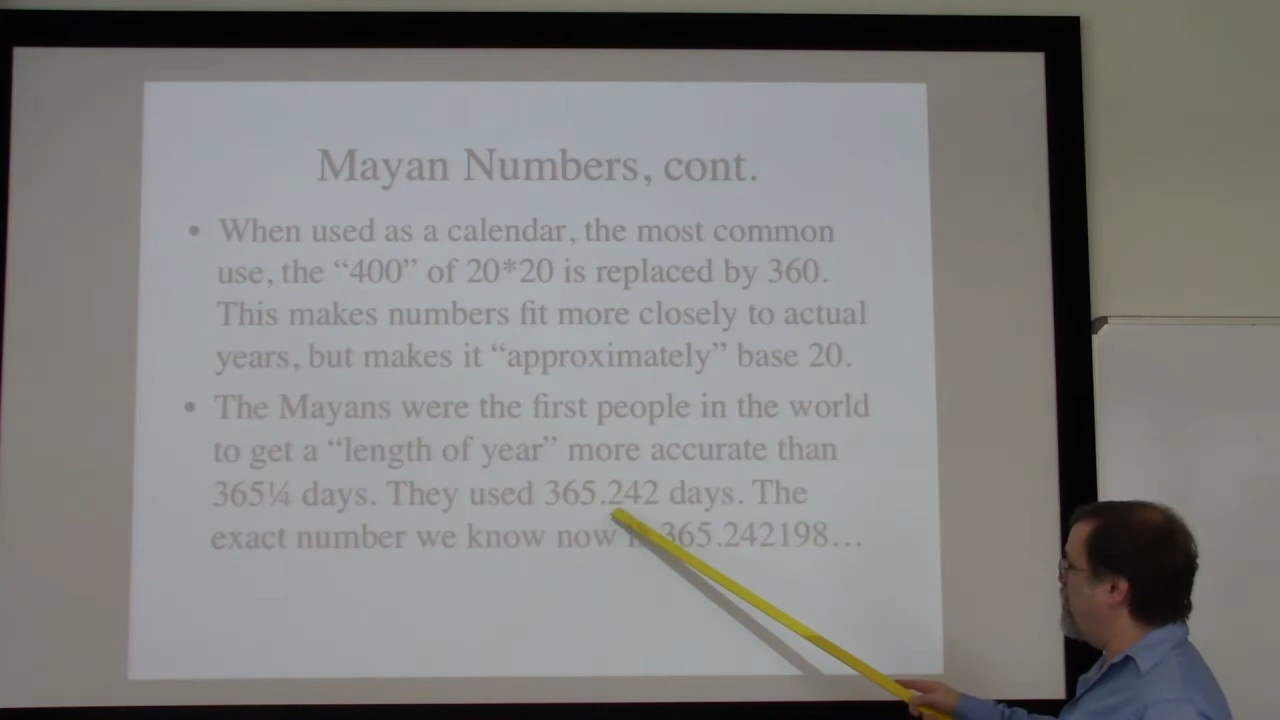 Mayan Numbers, cont.
• When used as a calendar, the most common
use, the “400” of 20*20 is replaced by 360.
This makes numbers fit more closely to actual
years, but makes it “approximately” base 20.
• The Mayans were the first people in the world
to get a “length of year” more accurate than
365¼ days. They used 365.242 days. The
exact number we know now 365.242198…